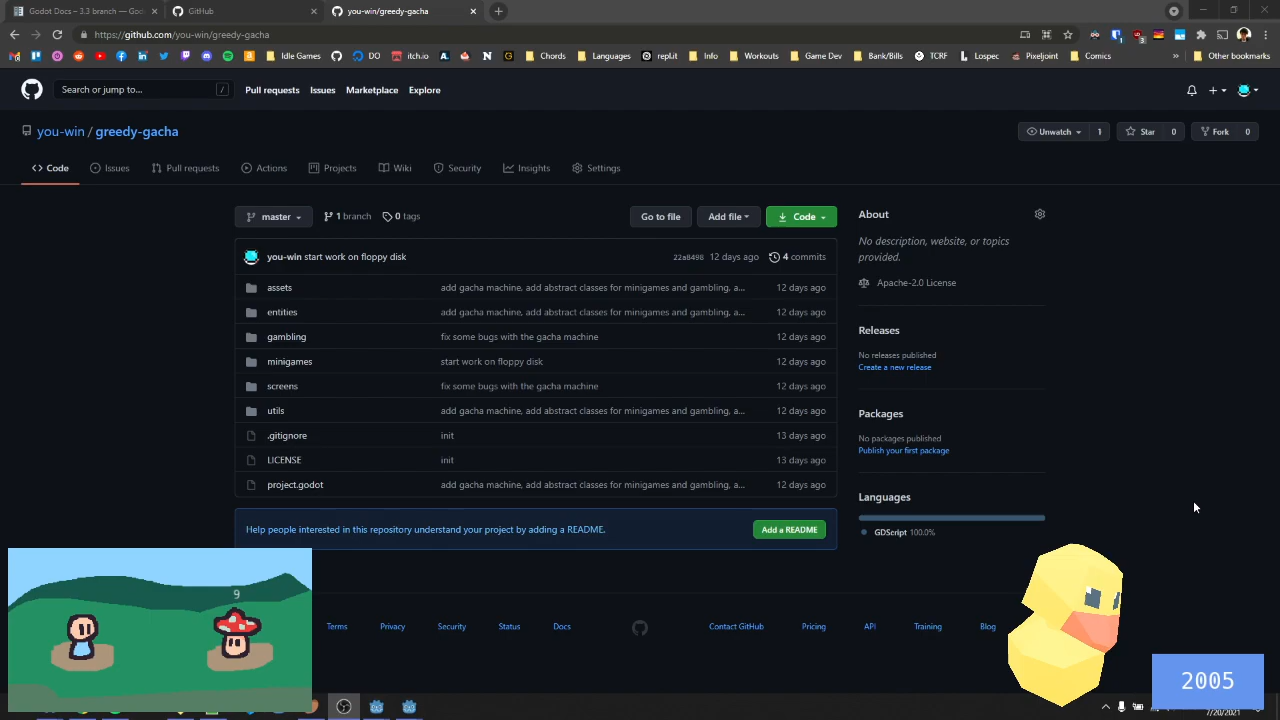 Godot Docs – 3.3 branch — Godo
GitHub
you-win/greedy-gacha
https://github.com/you-win/greedy-gacha
Idle Games
DO
itch.io
Chords
Languages
repl.it
Info
Workouts
Game Dev
Bank/Bills
TCRF
Lospec
Pixeljoint
Comics
»
Other bookmarks
Search or jump to...
/
Pull requests
Issues
Marketplace
Explore
you-win / greedy-gacha
Unwatch
1
Star
0
Fork
0
Code
Issues
Pull requests
Actions
Projects
Wiki
Security
Insights
Settings
master
1 branch
0 tags
Go to file
Add file
Code
you-win start work on floppy disk
22a8498
12 days ago
4 commits
assets
add gacha machine, add abstract classes for minigames and gambling, a...
12 days ago
entities
add gacha machine, add abstract classes for minigames and gambling, a...
12 days ago
gambling
fix some bugs with the gacha machine
12 days ago
minigames
start work on floppy disk
12 days ago
screens
fix some bugs with the gacha machine
12 days ago
utils
add gacha machine, add abstract classes for minigames and gambling, a...
12 days ago
.gitignore
init
13 days ago
LICENSE
init
13 days ago
project.godot
add gacha machine, add abstract classes for minigames and gambling, a...
12 days ago
Help people interested in this repository understand your project by adding a README.
Add a README
About
No description, website, or topics
provided.
Apache-2.0 License
Releases
No releases published
Create a new release
Packages
No packages published
Publish your first package
Languages
GDScript 100.0%
9
Terms
Privacy
Security
Status
Docs
Contact GitHub
Pricing
API
Training
Blog
2005
7/20/2021